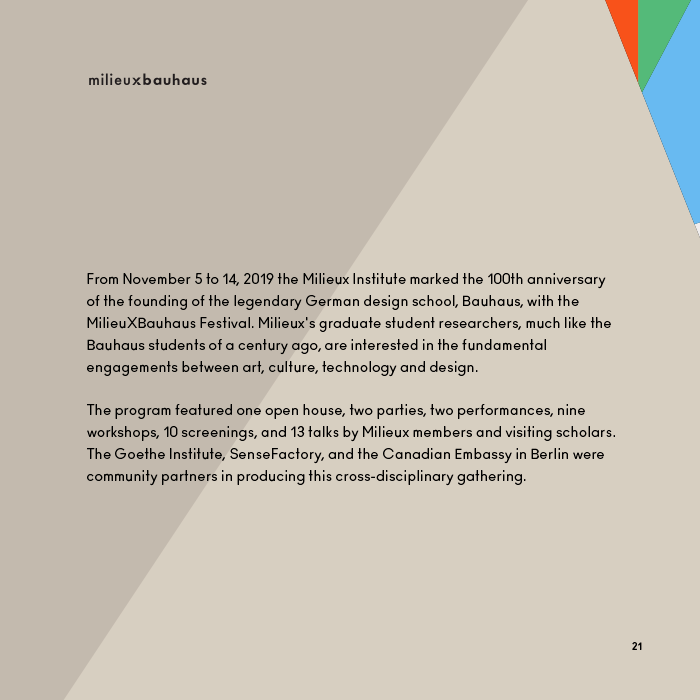 milieuxbauhaus
From November 5 to 14, 2019 the Milieux Institute marked the 100th anniversary
of the founding of the legendary German design school, Bauhaus, with the
MilieuXBauhaus Festival. Milieux's graduate student researchers, much like the
Bauhaus students of a century ago, are interested in the fundamental
engagements between art, culture, technology and design.
The program featured one open house, two parties, two performances, nine
workshops, 10 screenings, and 13 talks by Milieux members and visiting scholars.
The Goethe Institute, SenseFactory, and the Canadian Embassy in Berlin were
community partners in producing this cross-disciplinary gathering.
21